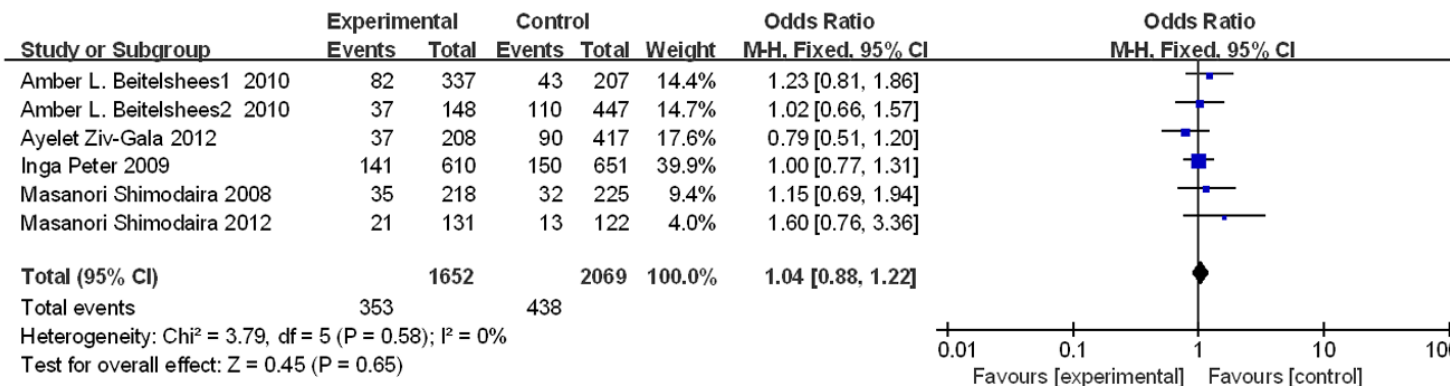 Experimental Control Odds Ratio Odds Ratio
Study or Subgroup Events Total Events Total Weight M-H, Fixed, 95% CI M-H, Fixed, 95% CI
Amber L. Beitelshees1 2010 82 337 43 207 14.4% 1.23 [0.81, 1.86]
Amber L. Beitelshees2 2010 37 148 110 447 14.7% 1.02 [0.66, 1.57]
Ayelet Ziv-Gala 2012 37 208 90 417 17.6% 0.79 [0.51, 1.20]
Inga Peter 2009 141 610 150 651 39.9% 1.00 [0.77, 1.31]
Masanori Shimodaira 2008 35 218 32 225 9.4% 1.15 [0.69, 1.94]
Masanori Shimodaira 2012 21 131 13 122 4.0% 1.60 [0.76, 3.36]
Total (95% CI) 1652 2069 100.0% 1.04 [0.88, 1.22]
Total events 353 438
Heterogeneity: Chi² = 3.79, df = 5 (P = 0.58); I² = 0%
Test for overall effect: Z = 0.45 (P = 0.65)
0.01 0.1 1 10 100
Favours [experimental] Favours [control]